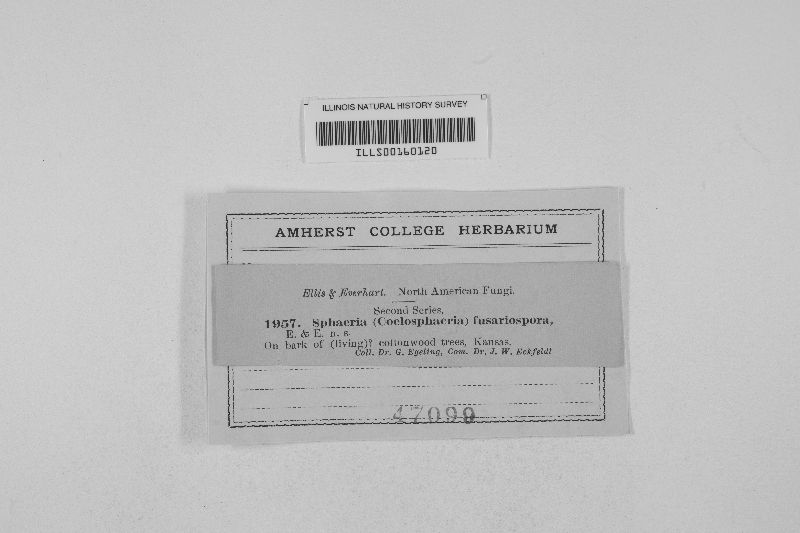 ILLINOIS NATURAL HISTORY SURVEY
ILLS00160120
AMHERST COLLEGE HERBARIUM
Ellis & Everhart. North American Fungi.
Second Series.
1957. Sphaeria (Coelosphaeria) fusariospora,
E. & E. n. s.
On bark of (living)? cottonwood trees, Kansas.
Coll. Dr. G. Egeling, Com. Dr. J. W. Eckfeldt
47099